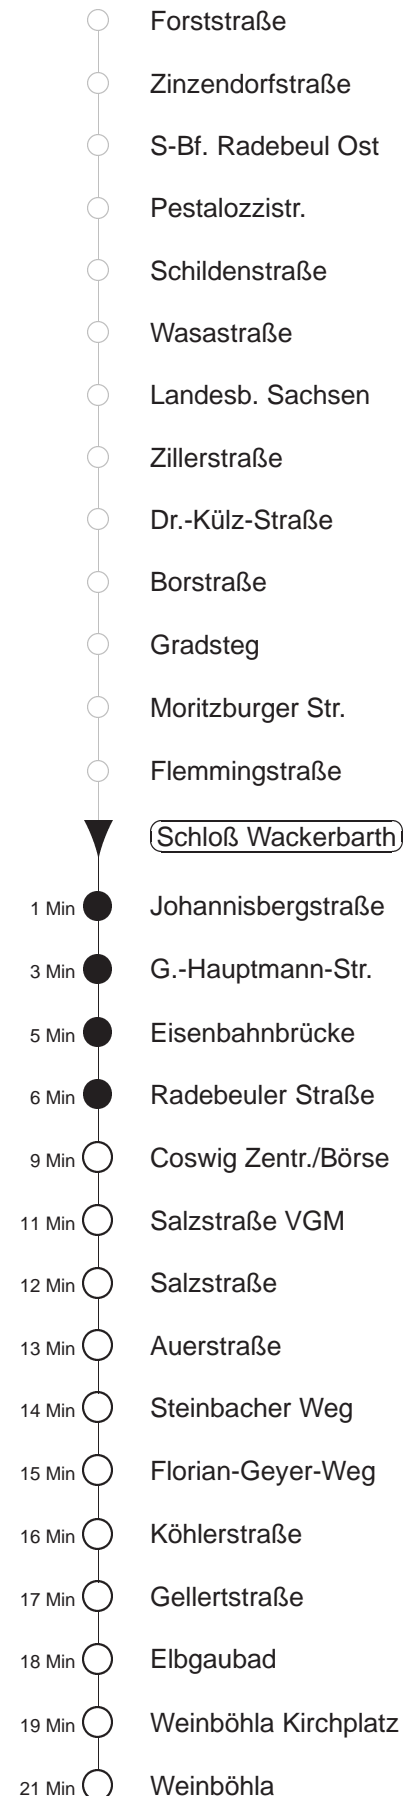 Forststraße
Zinzendorfstraße
S-Bf. Radebeul Ost
Pestalozzistr.
Schildenstraße
Wasastraße
Landesb. Sachsen
Zillerstraße
Dr.-Külz-Straße
Borstraße
Gradsteg
Moritzburger Str.
Flemmingstraße
Schloß Wackerbarth
1 Min Johannisbergstraße
3 Min G.-Hauptmann-Str.
5 Min Eisenbahnbrücke
6 Min Radebeuler Straße
9 Min Coswig Zentr./Börse
11 Min Salzstraße VGM
12 Min Salzstraße
13 Min Auerstraße
14 Min Steinbacher Weg
15 Min Florian-Geyer-Weg
16 Min Köhlerstraße
17 Min Gellertstraße
18 Min Elbgaubad
19 Min Weinböhla Kirchplatz
21 Min Weinböhla